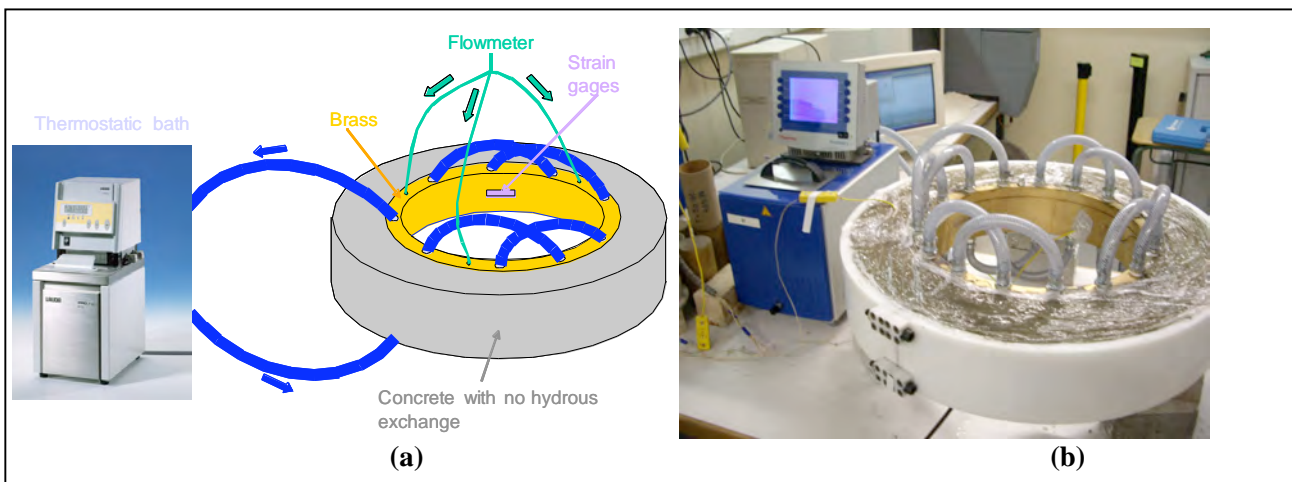 Flowmeter
Strain
gages
Thermostatic bath
Brass
Concrete with no hydrous
exchange
(a)
(b)